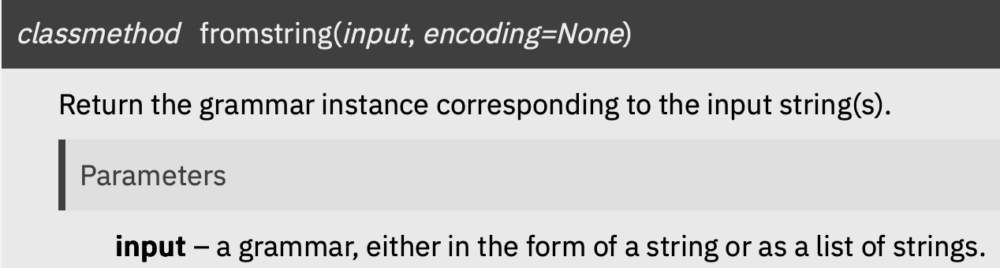 classmethod fromstring(input, encoding=None)
Return the grammar instance corresponding to the input string(s).
Parameters
input – a grammar, either in the form of a string or as a list of strings.